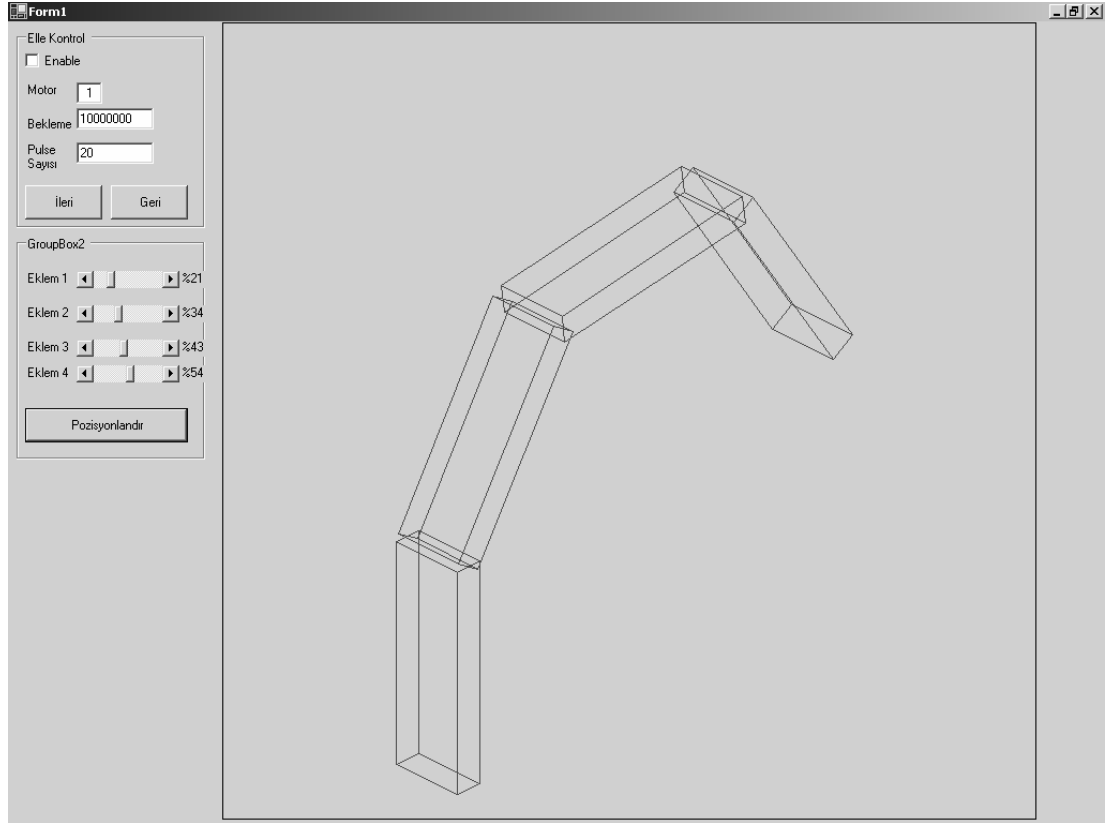 Form1
Elle Kontrol
Enable
Motor 1
Bekleme 10000000
Pulse Sayısı 20
İleri Geri
GroupBox2
Eklem 1 %21
Eklem 2 %34
Eklem 3 %43
Eklem 4 %54
Pozisyonlandır